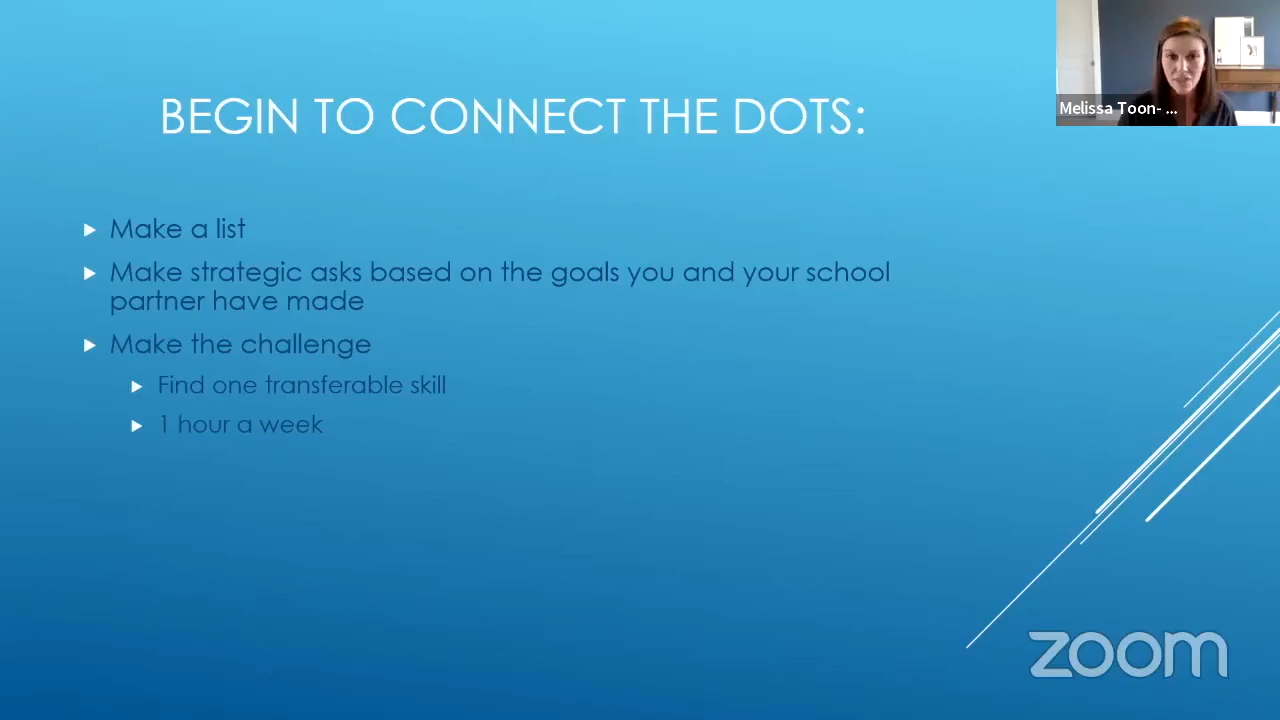 Melissa Toon- ...
BEGIN TO CONNECT THE DOTS:
Make a list
Make strategic asks based on the goals you and your school
partner have made
Make the challenge
Find one transferable skill
1 hour a week
zoom